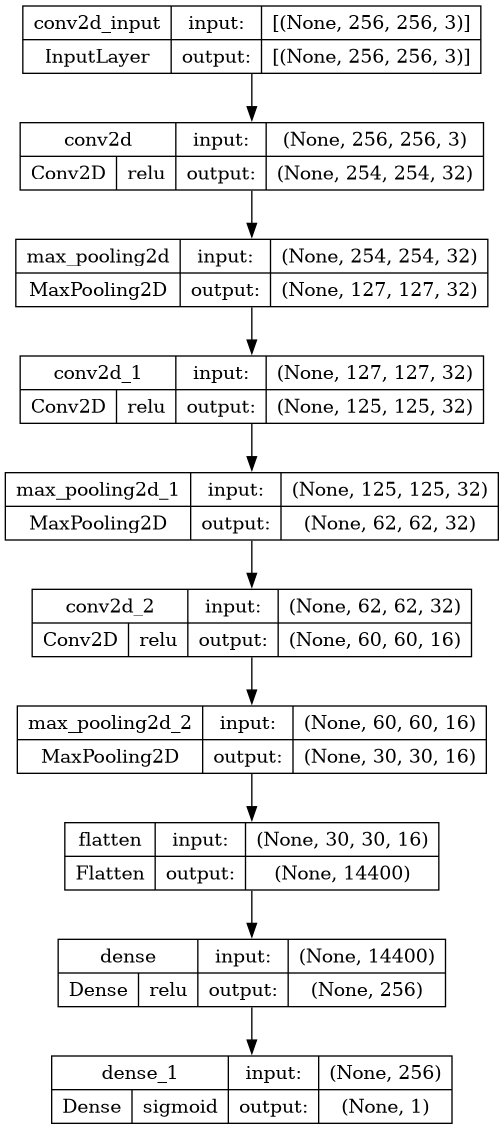 conv2d_input input: [(None, 256, 256, 3)]
InputLayer output: [(None, 256, 256, 3)]
conv2d input: (None, 256, 256, 3)
Conv2D relu output: (None, 254, 254, 32)
max_pooling2d input: (None, 254, 254, 32)
MaxPooling2D output: (None, 127, 127, 32)
conv2d_1 input: (None, 127, 127, 32)
Conv2D relu output: (None, 125, 125, 32)
max_pooling2d_1 input: (None, 125, 125, 32)
MaxPooling2D output: (None, 62, 62, 32)
conv2d_2 input: (None, 62, 62, 32)
Conv2D relu output: (None, 60, 60, 16)
max_pooling2d_2 input: (None, 60, 60, 16)
MaxPooling2D output: (None, 30, 30, 16)
flatten input: (None, 30, 30, 16)
Flatten output: (None, 14400)
dense input: (None, 14400)
Dense relu output: (None, 256)
dense_1 input: (None, 256)
Dense sigmoid output: (None, 1)